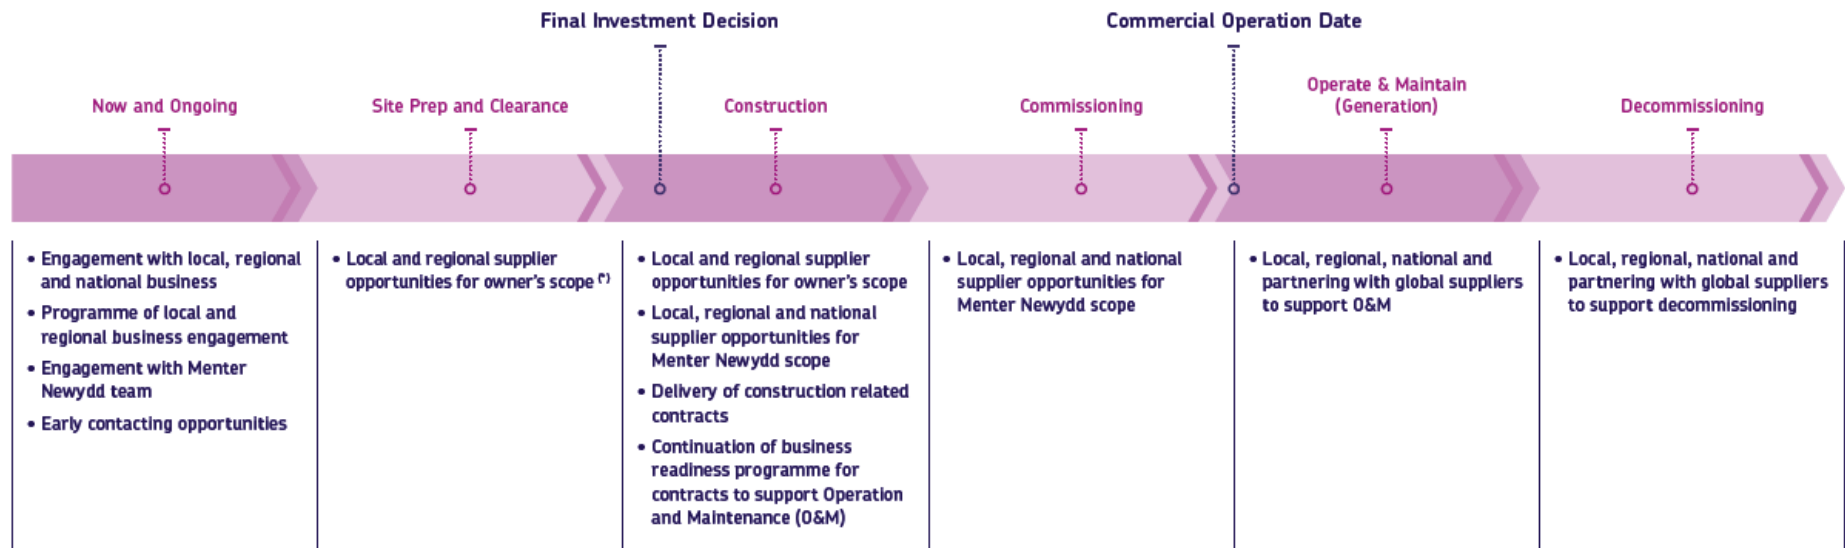 Final Investment Decision
Commercial Operation Date
Now and Ongoing
Site Prep and Clearance
Construction
Commissioning
Operate & Maintain
(Generation)
Decommissioning
• Engagement with local, regional
and national business
• Programme of local and
regional business engagement
• Engagement with Menter
Newydd team
• Early contacting opportunities
• Local and regional supplier
opportunities for owner's scope (*)
• Local and regional supplier
opportunities for owner's scope
• Local, regional and national
supplier opportunities for
Menter Newydd scope
• Delivery of construction related
contracts
• Continuation of business
readiness programme for
contracts to support Operation
and Maintenance (O&M)
• Local, regional and national
supplier opportunities for
Menter Newydd scope
• Local, regional, national and
partnering with global suppliers
to support O&M
• Local, regional, national and
partnering with global suppliers
to support decommissioning